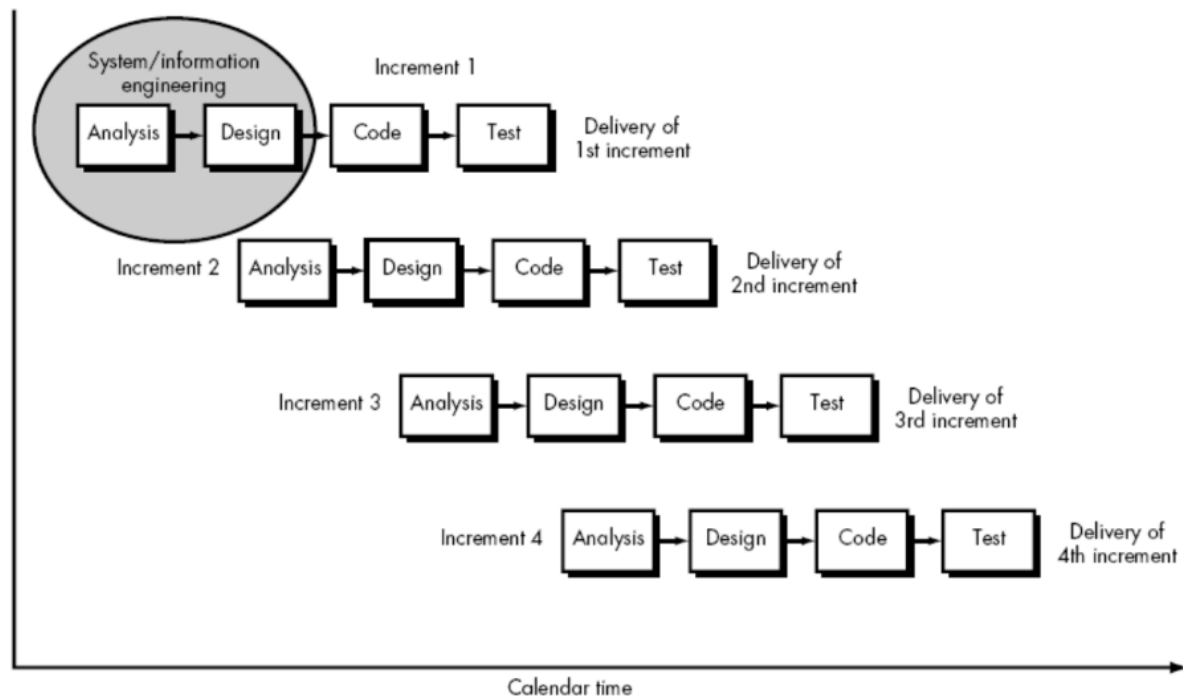 System/information
engineering
Increment 1
Analysis
Design
Code
Test
Delivery of
1st increment
Increment 2
Analysis
Design
Code
Test
Delivery of
2nd increment
Increment 3
Analysis
Design
Code
Test
Delivery of
3rd increment
Increment 4
Analysis
Design
Code
Test
Delivery of
4th increment
Calendar time